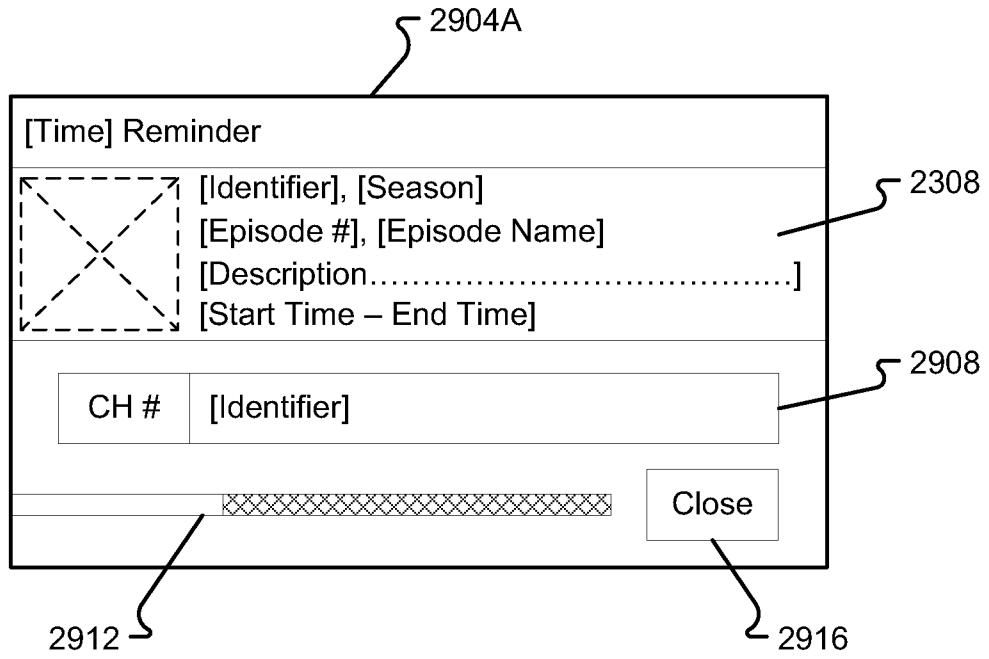 2904A
[Time] Reminder
[Identifier], [Season]
2308
[Episode #], [Episode Name]
[Description.......................................]
[Start Time – End Time]
2908
CH #
[Identifier]
Close
2912
2916